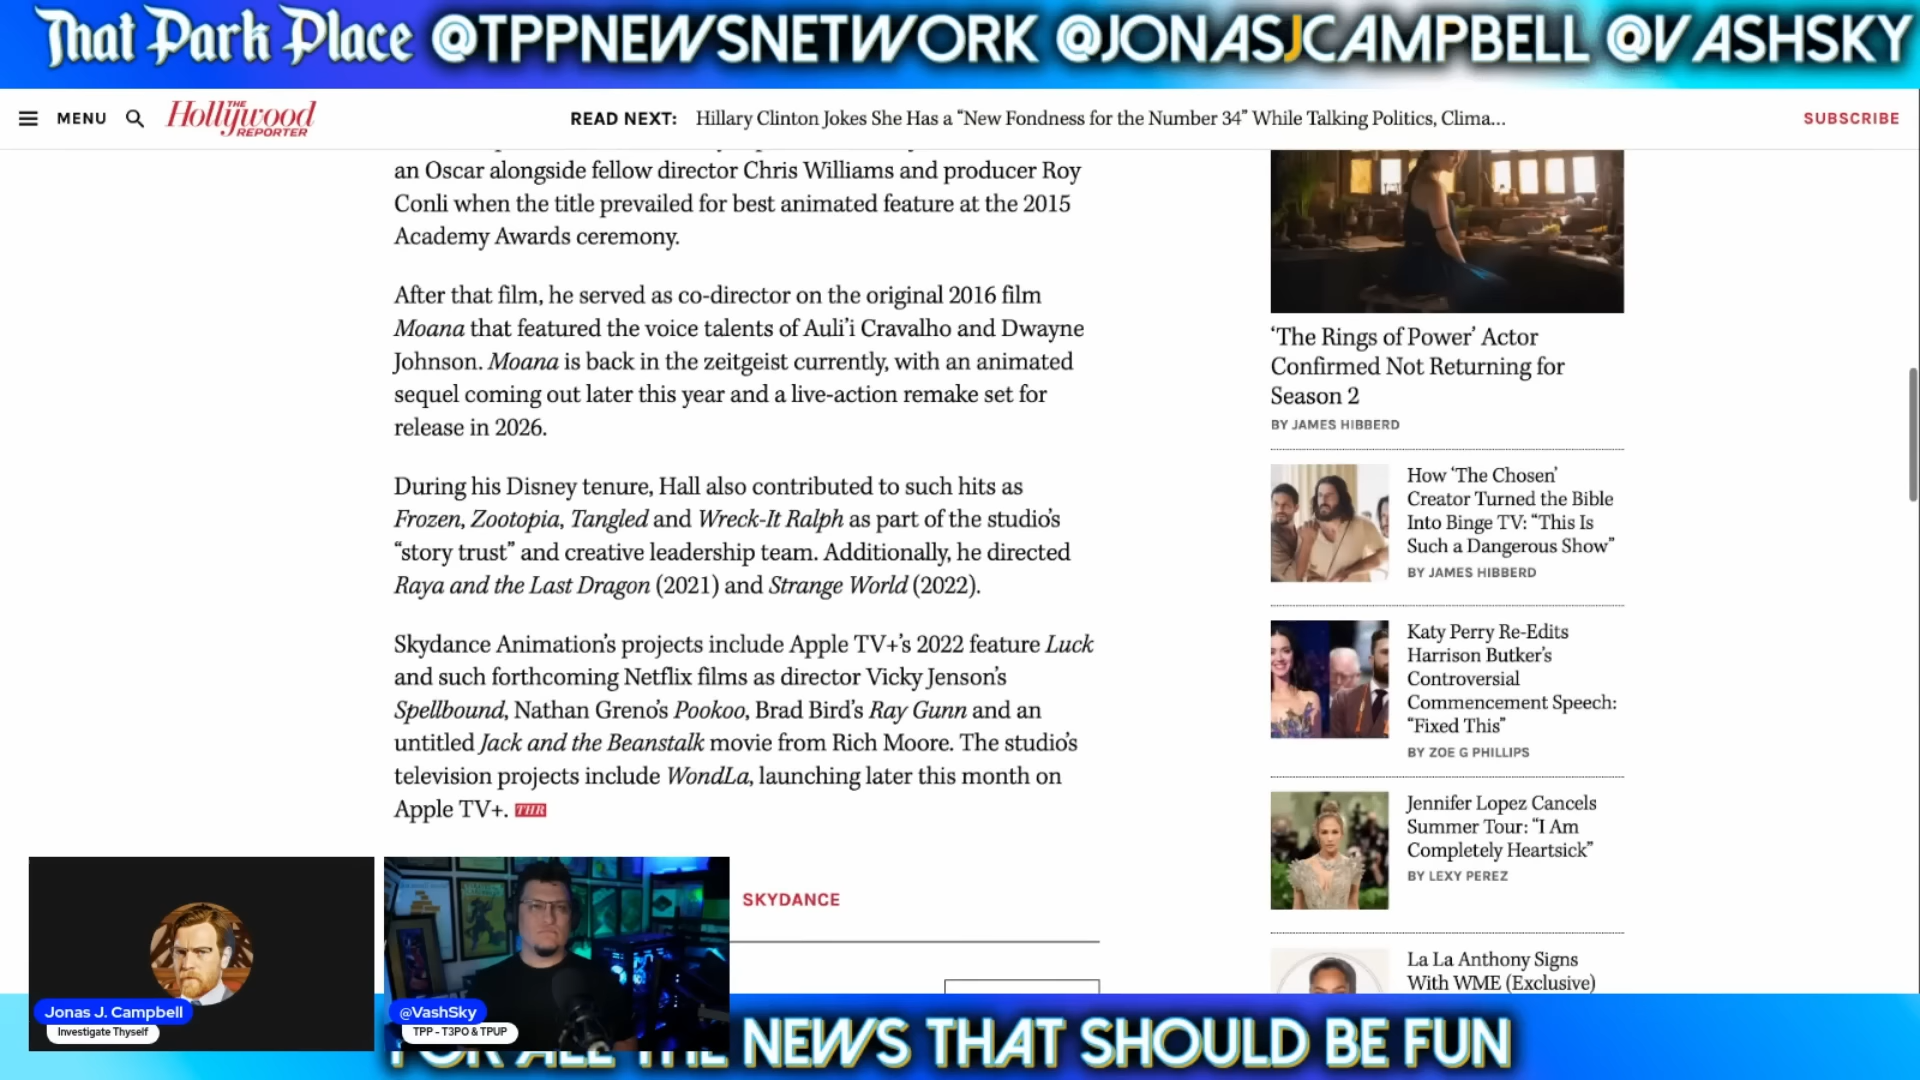 That Park Place @TPPNEWSNETWORK @JONASJCAMPBELL @VASHSKY
MENU
THE Hollywood REPORTER
READ NEXT: Hillary Clinton Jokes She Has a “New Fondness for the Number 34” While Talking Politics, Clima...
SUBSCRIBE
an Oscar alongside fellow director Chris Williams and producer Roy
Conli when the title prevailed for best animated feature at the 2015
Academy Awards ceremony.
After that film, he served as co-director on the original 2016 film
Moana that featured the voice talents of Auli’i Cravalho and Dwayne
Johnson. Moana is back in the zeitgeist currently, with an animated
sequel coming out later this year and a live-action remake set for
release in 2026.
During his Disney tenure, Hall also contributed to such hits as
Frozen, Zootopia, Tangled and Wreck-It Ralph as part of the studio’s
“story trust” and creative leadership team. Additionally, he directed
Raya and the Last Dragon (2021) and Strange World (2022).
Skydance Animation’s projects include Apple TV+’s 2022 feature Luck
and such forthcoming Netflix films as director Vicky Jenson’s
Spellbound, Nathan Greno’s Pookoo, Brad Bird’s Ray Gunn and an
untitled Jack and the Beanstalk movie from Rich Moore. The studio’s
television projects include WondLa, launching later this month on
Apple TV+. THR
SKYDANCE
‘The Rings of Power’ Actor
Confirmed Not Returning for
Season 2
BY JAMES HIBBERD
How ‘The Chosen’
Creator Turned the Bible
Into Binge TV: “This Is
Such a Dangerous Show”
BY JAMES HIBBERD
Katy Perry Re-Edits
Harrison Butker’s
Controversial
Commencement Speech:
“Fixed This”
BY ZOE G PHILLIPS
Jennifer Lopez Cancels
Summer Tour: “I Am
Completely Heartsick”
BY LEXY PEREZ
La La Anthony Signs
With WME (Exclusive)
Jonas J. Campbell
Investigate Thyself
@VashSky
TPP - T3PO & TPUP
FOR ALL THE NEWS THAT SHOULD BE FUN